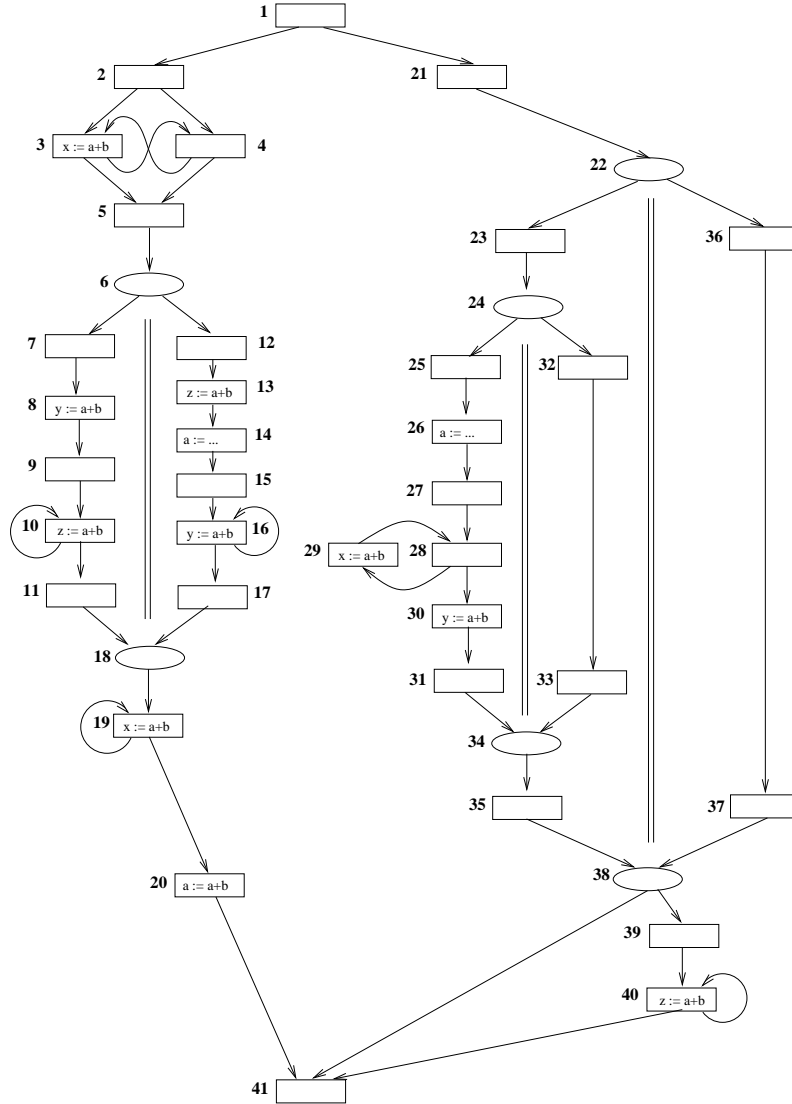 1
2
21
3 x := a+b
4
22
5
23
36
6
24
7
12
25
32
8 y := a+b
z := a+b 13
26 a := ...
a := ... 14
9
15
27
10 z := a+b
y := a+b 16
29 x := a+b
28
11
17
30 y := a+b
18
31
33
19 x := a+b
34
35
37
20 a := a+b
38
39
40 z := a+b
41